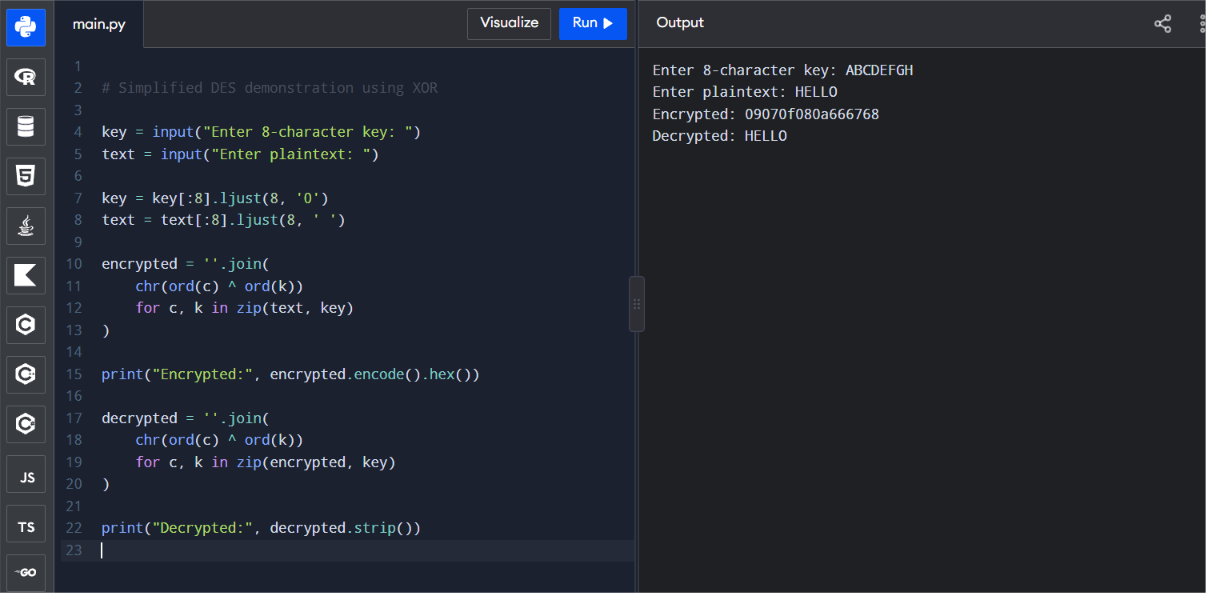 main.py
Visualize
Run
Output
1
2 # Simplified DES demonstration using XOR
3
4 key = input("Enter 8-character key: ")
5 text = input("Enter plaintext: ")
6
7 key = key[:8].ljust(8, '0')
8 text = text[:8].ljust(8, ' ')
9
10 encrypted = ''.join(
11     chr(ord(c) ^ ord(k))
12     for c, k in zip(text, key)
13 )
14
15 print("Encrypted:", encrypted.encode().hex())
16
17 decrypted = ''.join(
18     chr(ord(c) ^ ord(k))
19     for c, k in zip(encrypted, key)
20 )
21
22 print("Decrypted:", decrypted.strip())
23
Enter 8-character key: ABCDEFGH
Enter plaintext: HELLO
Encrypted: 09070f080a666768
Decrypted: HELLO
R
5
C
C
C
JS
TS
GO